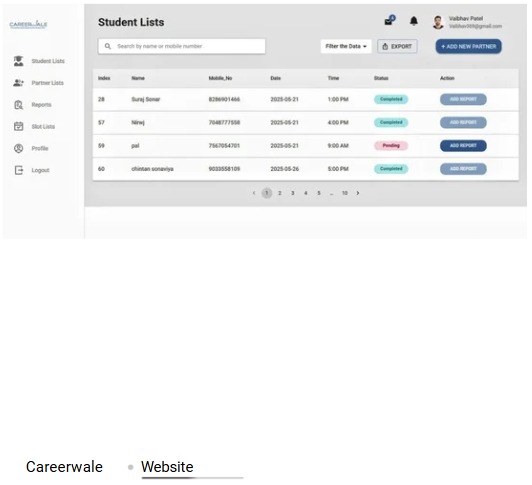 CAREERWALE
Student Lists
Vaibhav Patel
Vaibhav369@gmail.com
Search by name or mobile number
Filter the Data
EXPORT
+ ADD NEW PARTNER
Student Lists
Partner Lists
Reports
Slot Lists
Profile
Logout
Index Name Mobile_No Date Time Status Action
28 Suraj Sonar 8286901466 2025-05-21 1:00 PM Completed ADD REPORT
57 Nirwj 7048777558 2025-05-21 4:00 PM Completed ADD REPORT
59 pal 7567054701 2025-05-21 9:00 AM Pending ADD REPORT
60 chintan sonaviya 9033558109 2025-05-26 5:00 PM Completed ADD REPORT
‹ 1 2 3 4 5 ... 10 ›
Careerwale • Website